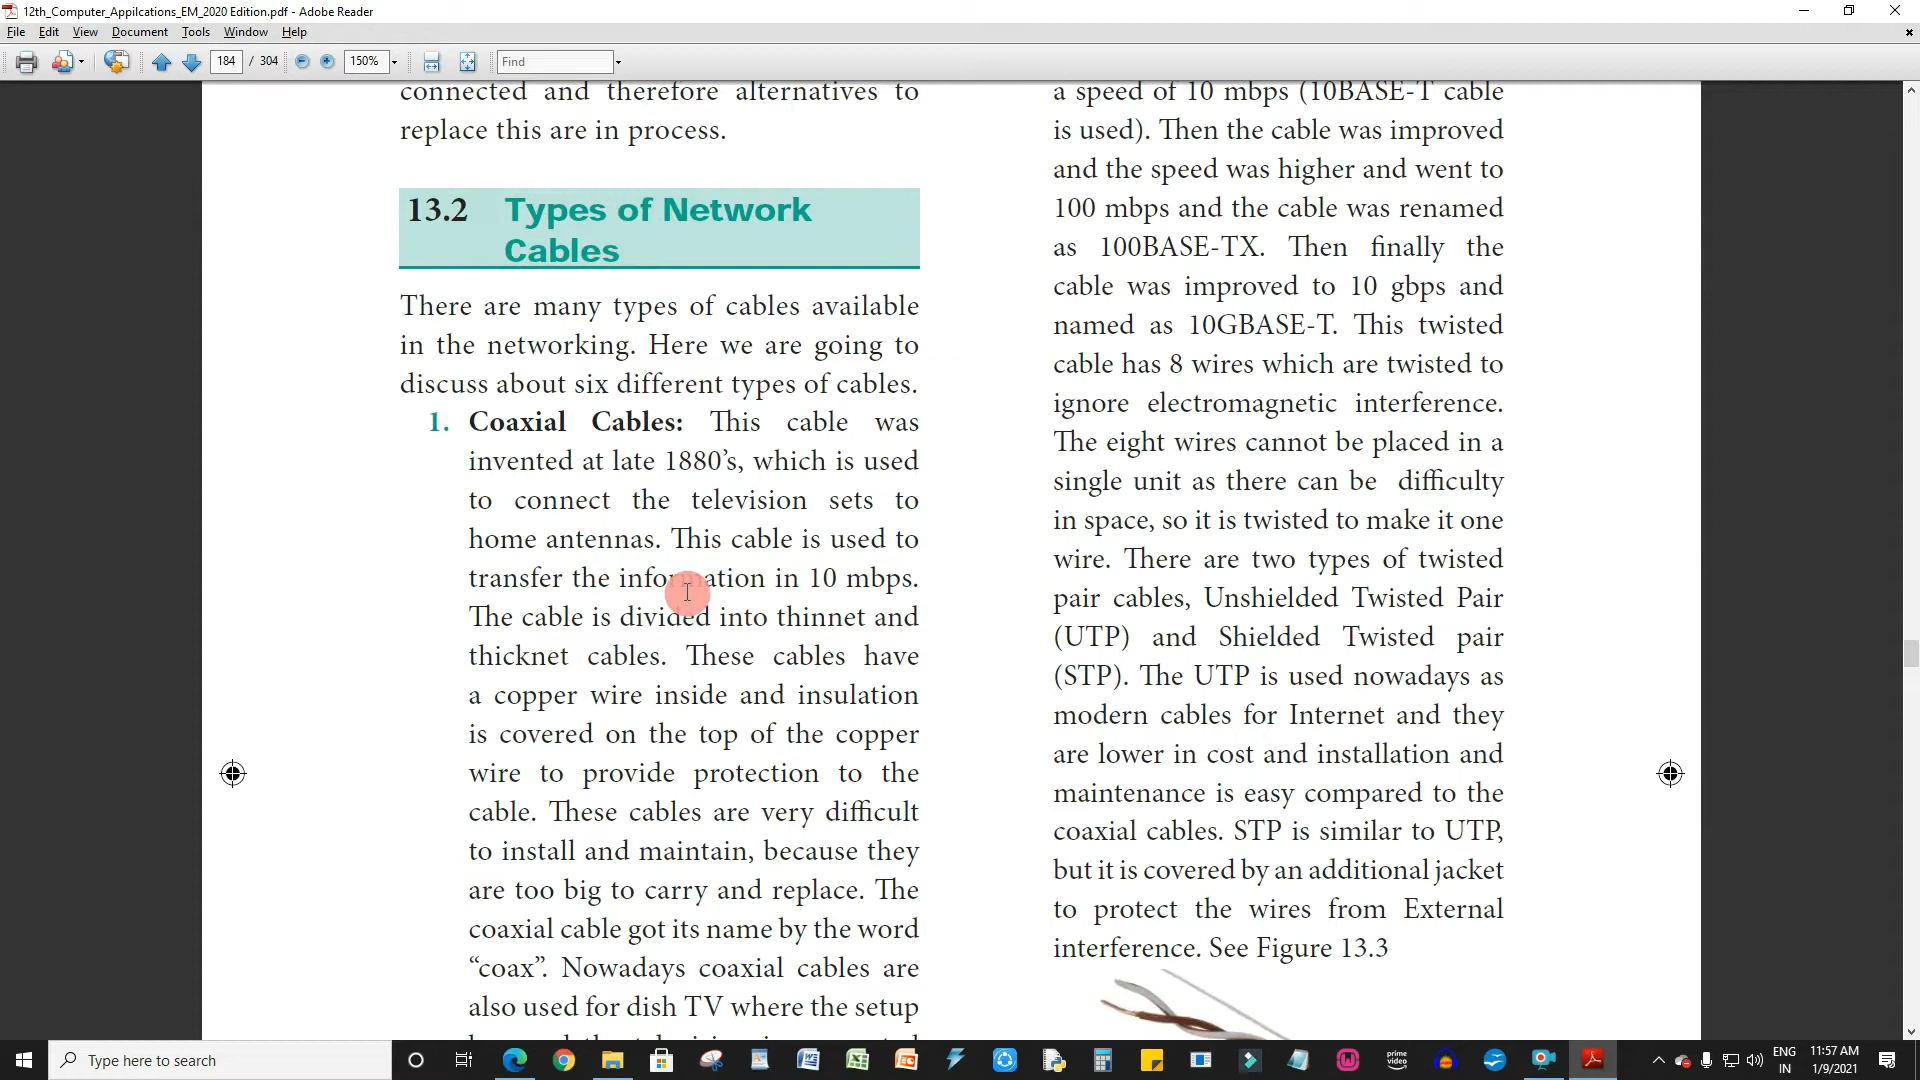 12th_Computer_Appilcations_EM_2020 Edition.pdf - Adobe Reader
File Edit View Document Tools Window Help
184 / 304 150% Find
connected and therefore alternatives to
replace this are in process.
13.2 Types of Network
Cables
There are many types of cables available
in the networking. Here we are going to
discuss about six different types of cables.
1. Coaxial Cables: This cable was
invented at late 1880’s, which is used
to connect the television sets to
home antennas. This cable is used to
transfer the information in 10 mbps.
The cable is divided into thinnet and
thicknet cables. These cables have
a copper wire inside and insulation
is covered on the top of the copper
wire to provide protection to the
cable. These cables are very difficult
to install and maintain, because they
are too big to carry and replace. The
coaxial cable got its name by the word
“coax”. Nowadays coaxial cables are
also used for dish TV where the setup
a speed of 10 mbps (10BASE-T cable
is used). Then the cable was improved
and the speed was higher and went to
100 mbps and the cable was renamed
as 100BASE-TX. Then finally the
cable was improved to 10 gbps and
named as 10GBASE-T. This twisted
cable has 8 wires which are twisted to
ignore electromagnetic interference.
The eight wires cannot be placed in a
single unit as there can be difficulty
in space, so it is twisted to make it one
wire. There are two types of twisted
pair cables, Unshielded Twisted Pair
(UTP) and Shielded Twisted pair
(STP). The UTP is used nowadays as
modern cables for Internet and they
are lower in cost and installation and
maintenance is easy compared to the
coaxial cables. STP is similar to UTP,
but it is covered by an additional jacket
to protect the wires from External
interference. See Figure 13.3
Type here to search
prime
video
ENG
IN
11:57 AM
1/9/2021